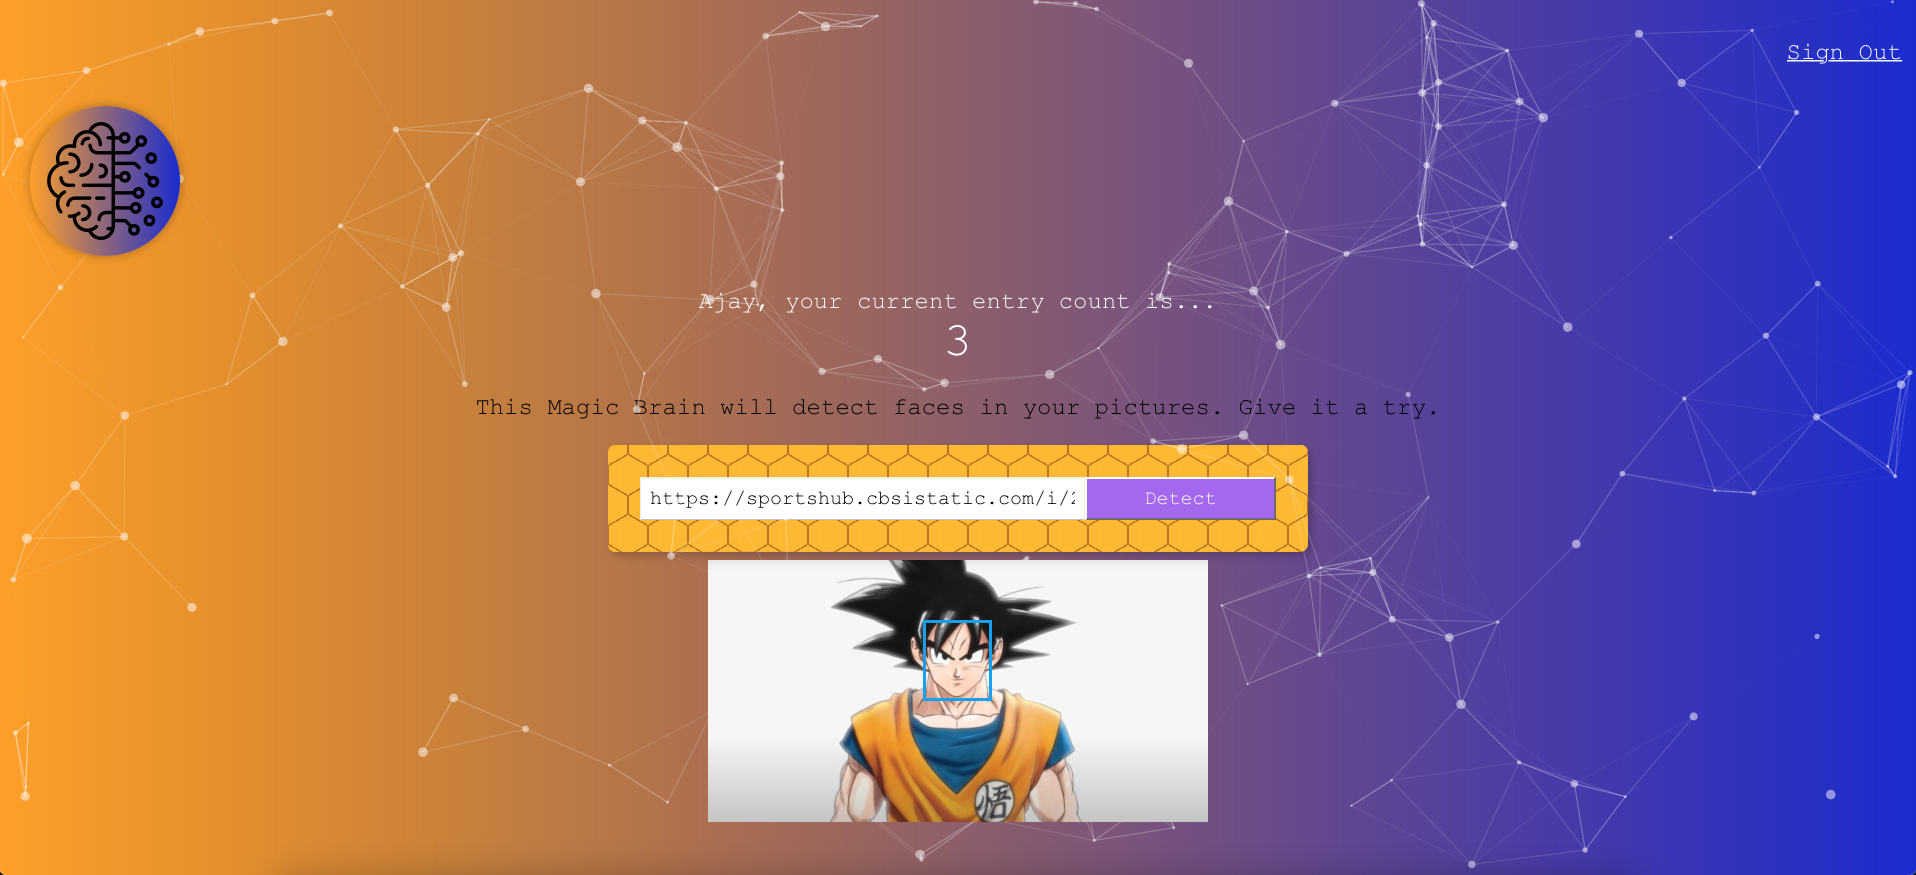 Sign Out
Ajay, your current entry count is...
3
This Magic Brain will detect faces in your pictures. Give it a try.
https://sportshub.cbsistatic.com/i/2
Detect
悟